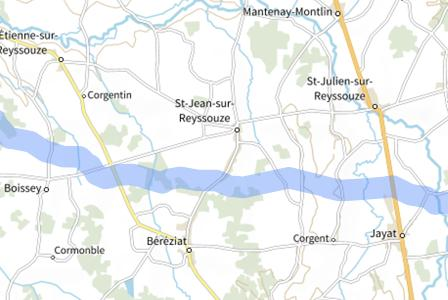 Mantenay-Montlin
Étienne-sur-
Reyssouze
St-Julien-sur-
Reyssouze
Corgentin
St-Jean-sur-
Reyssouze
Boissey
Béréziat
Corgent
Jayat
Cormonble